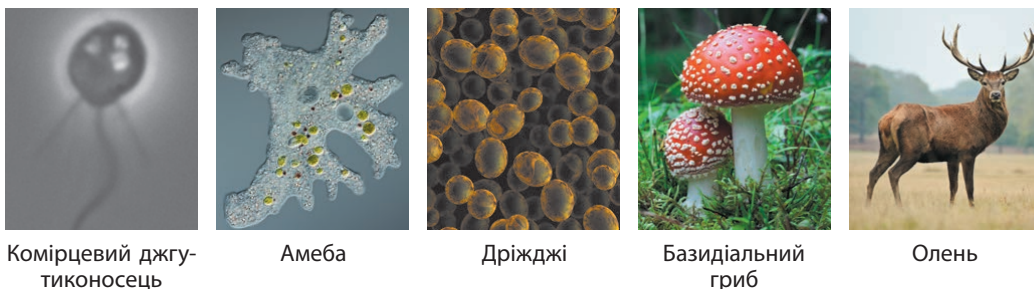 Комірцевий джгу-
тиконосець
Амеба
Дріжджі
Базидіальний
гриб
Олень